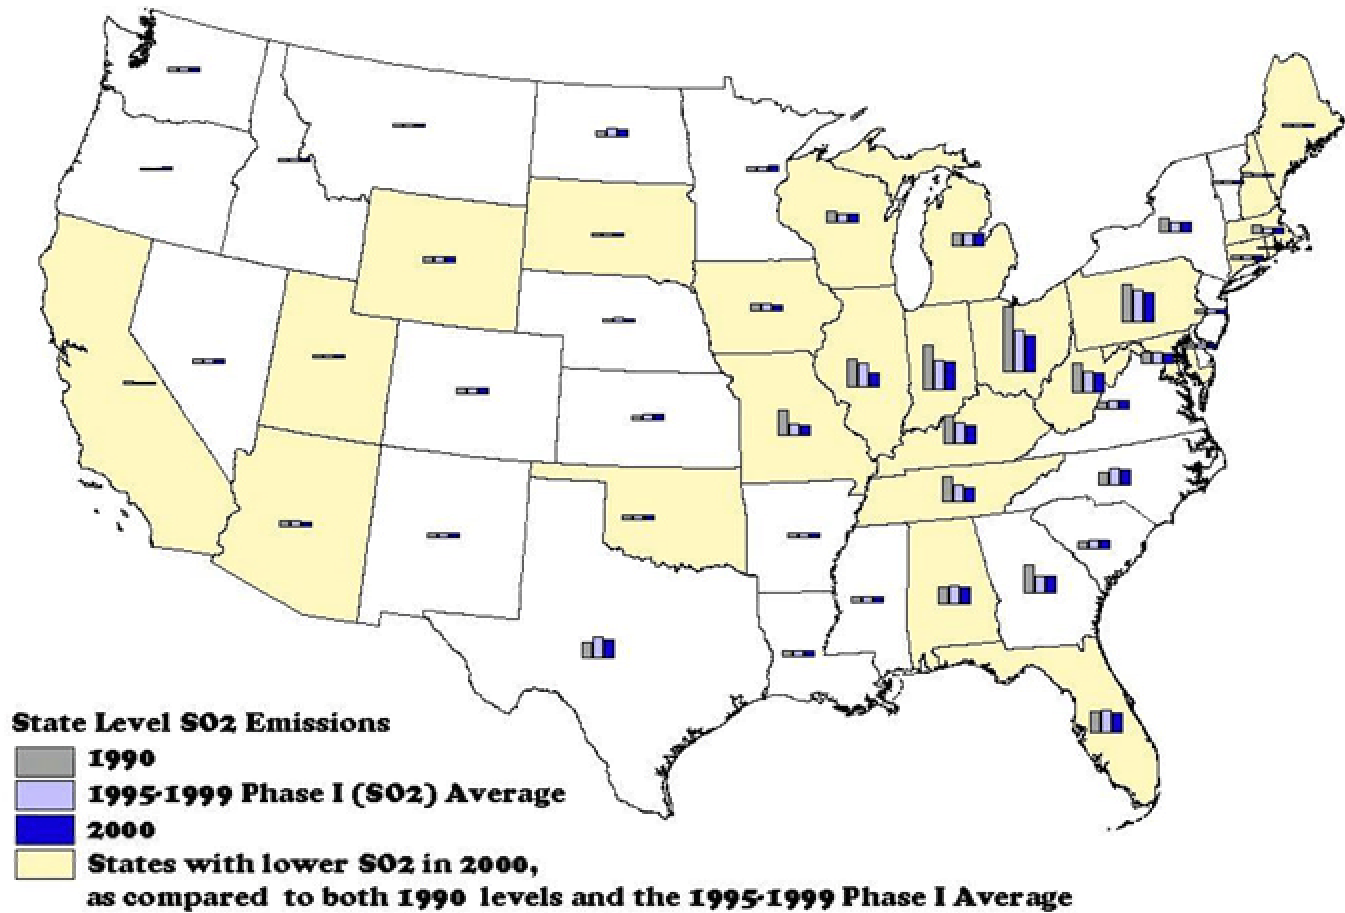 State Level SO2 Emissions
1990
1995-1999 Phase I (SO2) Average
2000
States with lower SO2 in 2000,
as compared to both 1990 levels and the 1995-1999 Phase I Average